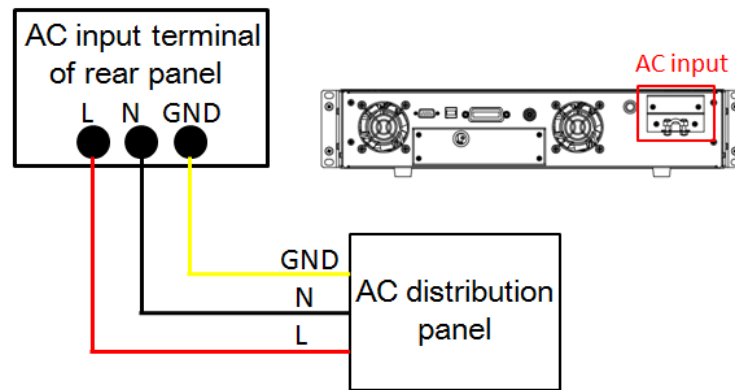 AC input terminal
of rear panel
L N GND
AC input
GND
N
L
AC distribution
panel